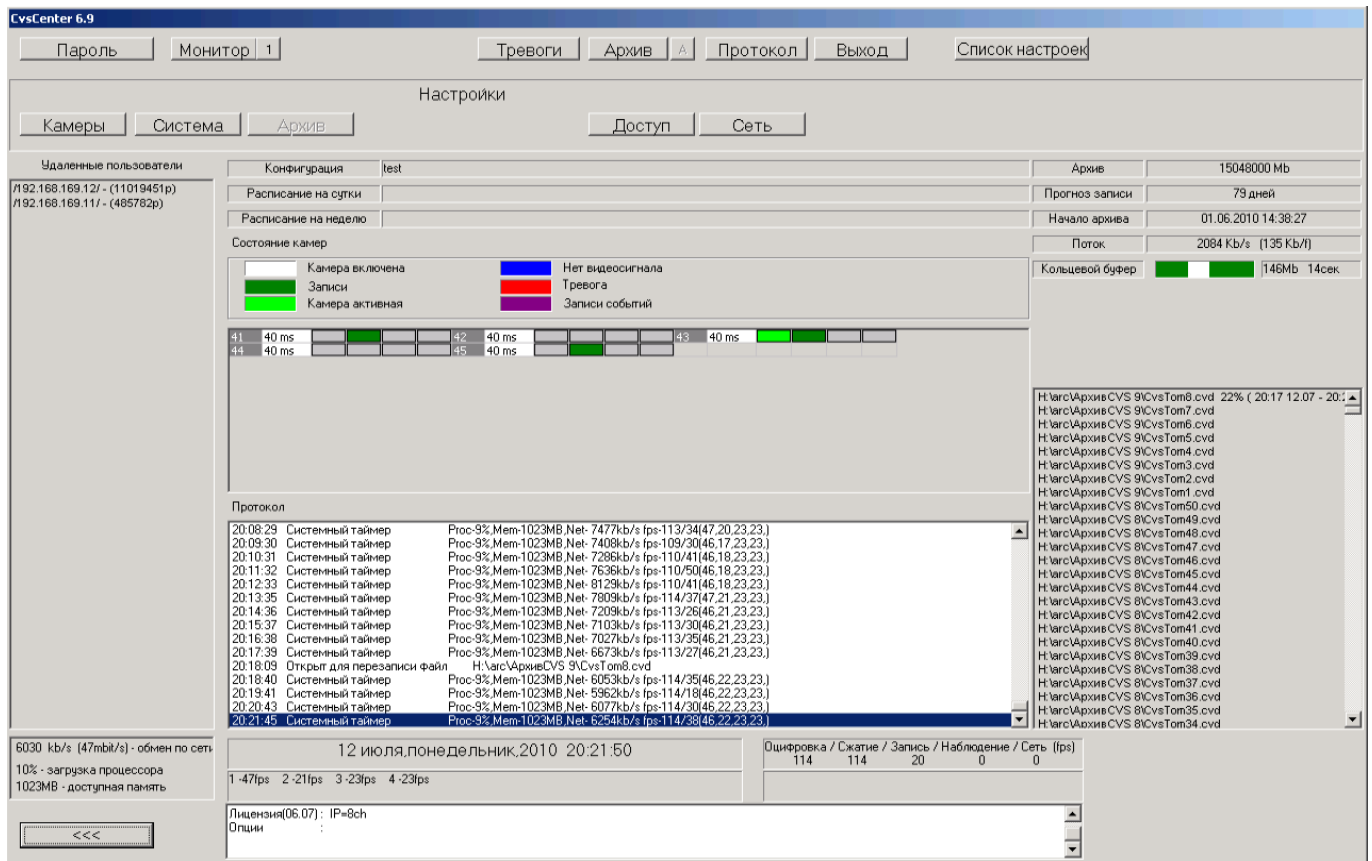 CvsCenter 6.9
Пароль Монитор 1 Тревоги Архив A Протокол Выход Список настроек
Настройки
Камеры Система Архив Доступ Сеть
Удаленные пользователи
/192.168.169.12/ - (11019451p)
/192.168.169.11/ - (485782p)
Конфигурация test
Расписание на сутки
Расписание на неделю
Состояние камер
Камера включена Нет видеосигнала
Записи Тревога
Камера активная Записи событий
41 40 ms 42 40 ms 43 40 ms
44 40 ms 45 40 ms
Протокол
20:08:29 Системный таймер Proc-9%,Mem-1023MB,Net- 7477kb/s fps-113/34(47,20,23,23,)
20:09:30 Системный таймер Proc-9%,Mem-1023MB,Net- 7408kb/s fps-109/30(46,17,23,23,)
20:10:31 Системный таймер Proc-9%,Mem-1023MB,Net- 7286kb/s fps-110/41(46,18,23,23,)
20:11:32 Системный таймер Proc-9%,Mem-1023MB,Net- 7636kb/s fps-110/50(46,18,23,23,)
20:12:33 Системный таймер Proc-9%,Mem-1023MB,Net- 8129kb/s fps-110/41(46,18,23,23,)
20:13:35 Системный таймер Proc-9%,Mem-1023MB,Net- 7809kb/s fps-114/37(47,21,23,23,)
20:14:36 Системный таймер Proc-9%,Mem-1023MB,Net- 7209kb/s fps-113/26(46,21,23,23,)
20:15:37 Системный таймер Proc-9%,Mem-1023MB,Net- 7103kb/s fps-113/30(46,21,23,23,)
20:16:38 Системный таймер Proc-9%,Mem-1023MB,Net- 7027kb/s fps-113/35(46,21,23,23,)
20:17:39 Системный таймер Proc-9%,Mem-1023MB,Net- 6673kb/s fps-113/27(46,21,23,23,)
20:18:09 Открыт для перезаписи файл H:\arc\АрхивCVS 9\CvsTom8.cvd
20:18:40 Системный таймер Proc-9%,Mem-1023MB,Net- 6053kb/s fps-114/35(46,22,23,23,)
20:19:41 Системный таймер Proc-9%,Mem-1023MB,Net- 5962kb/s fps-114/18(46,22,23,23,)
20:20:43 Системный таймер Proc-9%,Mem-1023MB,Net- 6077kb/s fps-114/30(46,22,23,23,)
20:21:45 Системный таймер Proc-9%,Mem-1023MB,Net- 6254kb/s fps-114/38(46,22,23,23,)
Архив 15048000 Mb
Прогноз записи 79 дней
Начало архива 01.06.2010 14:38:27
Поток 2084 Kb/s (135 Kb/f)
Кольцевой буфер 146Mb 14сек
H:\arc\АрхивCVS 9\CvsTom8.cvd 22% ( 20:17 12.07 - 20:2
H:\arc\АрхивCVS 9\CvsTom7.cvd
H:\arc\АрхивCVS 9\CvsTom6.cvd
H:\arc\АрхивCVS 9\CvsTom5.cvd
H:\arc\АрхивCVS 9\CvsTom4.cvd
H:\arc\АрхивCVS 9\CvsTom3.cvd
H:\arc\АрхивCVS 9\CvsTom2.cvd
H:\arc\АрхивCVS 9\CvsTom1.cvd
H:\arc\АрхивCVS 8\CvsTom50.cvd
H:\arc\АрхивCVS 8\CvsTom49.cvd
H:\arc\АрхивCVS 8\CvsTom48.cvd
H:\arc\АрхивCVS 8\CvsTom47.cvd
H:\arc\АрхивCVS 8\CvsTom46.cvd
H:\arc\АрхивCVS 8\CvsTom45.cvd
H:\arc\АрхивCVS 8\CvsTom44.cvd
H:\arc\АрхивCVS 8\CvsTom43.cvd
H:\arc\АрхивCVS 8\CvsTom42.cvd
H:\arc\АрхивCVS 8\CvsTom41.cvd
H:\arc\АрхивCVS 8\CvsTom40.cvd
H:\arc\АрхивCVS 8\CvsTom39.cvd
H:\arc\АрхивCVS 8\CvsTom38.cvd
H:\arc\АрхивCVS 8\CvsTom37.cvd
H:\arc\АрхивCVS 8\CvsTom36.cvd
H:\arc\АрхивCVS 8\CvsTom35.cvd
H:\arc\АрхивCVS 8\CvsTom34.cvd
6030 kb/s (47mbit/s) - обмен по сеть
10% - загрузка процессора
1023MB - доступная память
<<<
12 июля,понедельник,2010 20:21:50
1 -47fps 2 -21fps 3 -23fps 4 -23fps
Оцифровка / Сжатие / Запись / Наблюдение / Сеть (fps)
114 114 20 0 0
Лицензия(06.07) : IP=8ch
Опции :